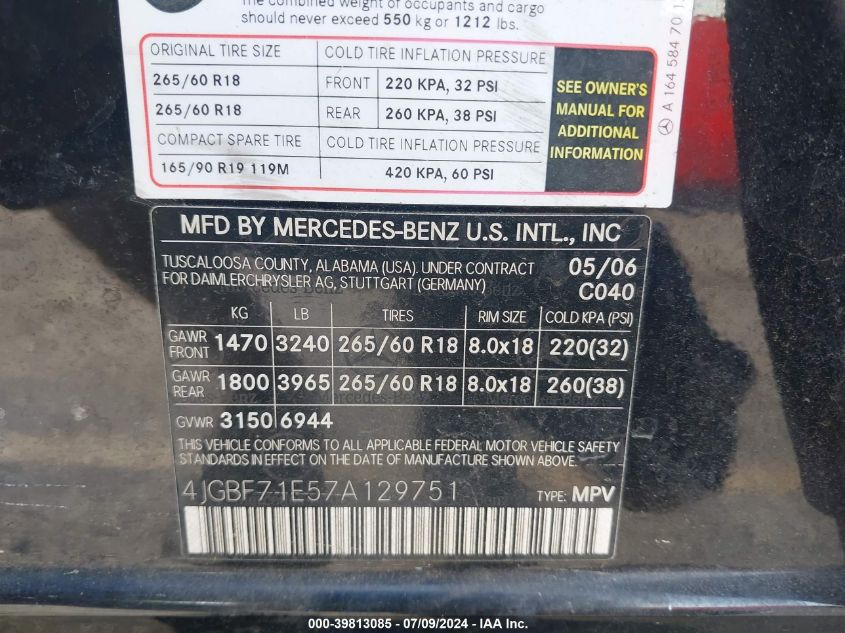 The combined weight of occupants and cargo
should never exceed 550 kg or 1212 lbs.
ORIGINAL TIRE SIZE COLD TIRE INFLATION PRESSURE
265/60 R18 FRONT 220 KPA, 32 PSI
265/60 R18 REAR 260 KPA, 38 PSI
COMPACT SPARE TIRE COLD TIRE INFLATION PRESSURE
165/90 R19 119M 420 KPA, 60 PSI
SEE OWNER'S
MANUAL FOR
ADDITIONAL
INFORMATION
A 164 584 70 1
MFD BY MERCEDES-BENZ U.S. INTL., INC
TUSCALOOSA COUNTY, ALABAMA (USA). UNDER CONTRACT 05/06
FOR DAIMLERCHRYSLER AG, STUTTGART (GERMANY) C040
KG LB TIRES RIM SIZE COLD KPA (PSI)
GAWR FRONT 1470 3240 265/60 R18 8.0x18 220(32)
GAWR REAR 1800 3965 265/60 R18 8.0x18 260(38)
GVWR 3150 6944
THIS VEHICLE CONFORMS TO ALL APPLICABLE FEDERAL MOTOR VEHICLE SAFETY
STANDARDS IN EFFECT ON THE DATE OF MANUFACTURE SHOWN ABOVE.
4JGBF71E57A129751 TYPE: MPV
000-39813085 - 07/09/2024 - IAAI.com